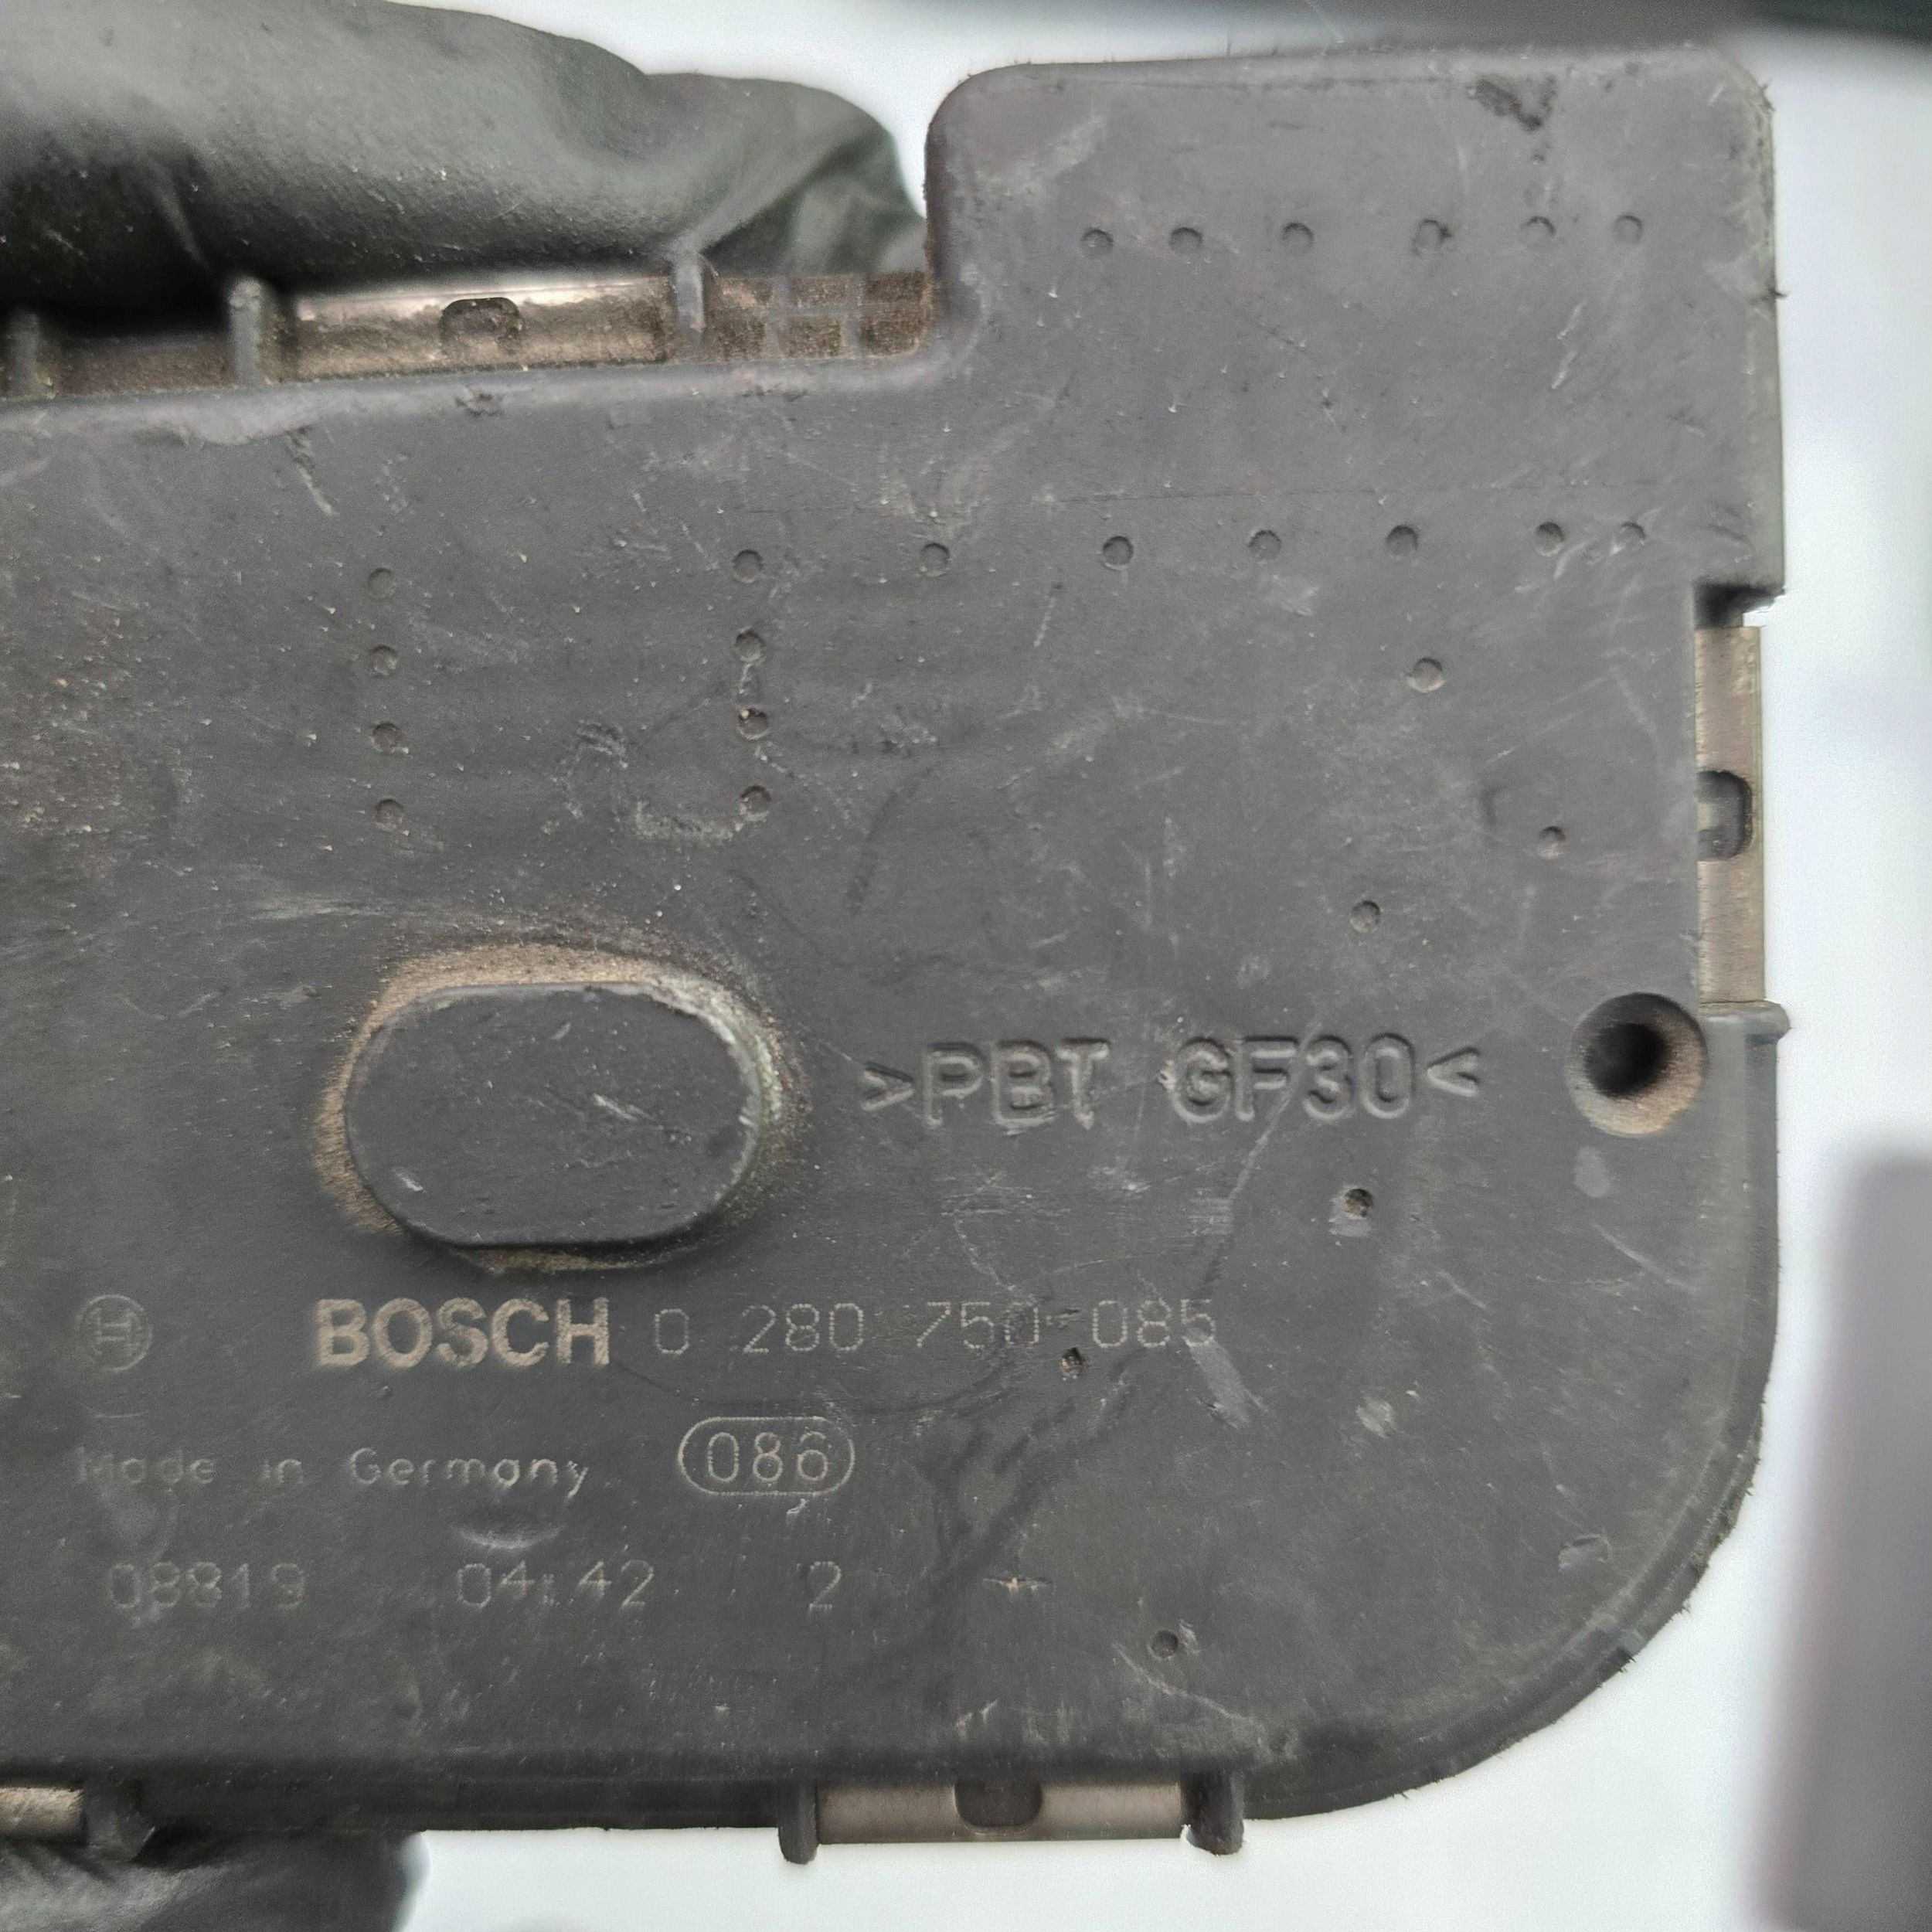 >PBT GF30<
BOSCH 0 280 750 085
Made in Germany 086
08819 04:42 2 +